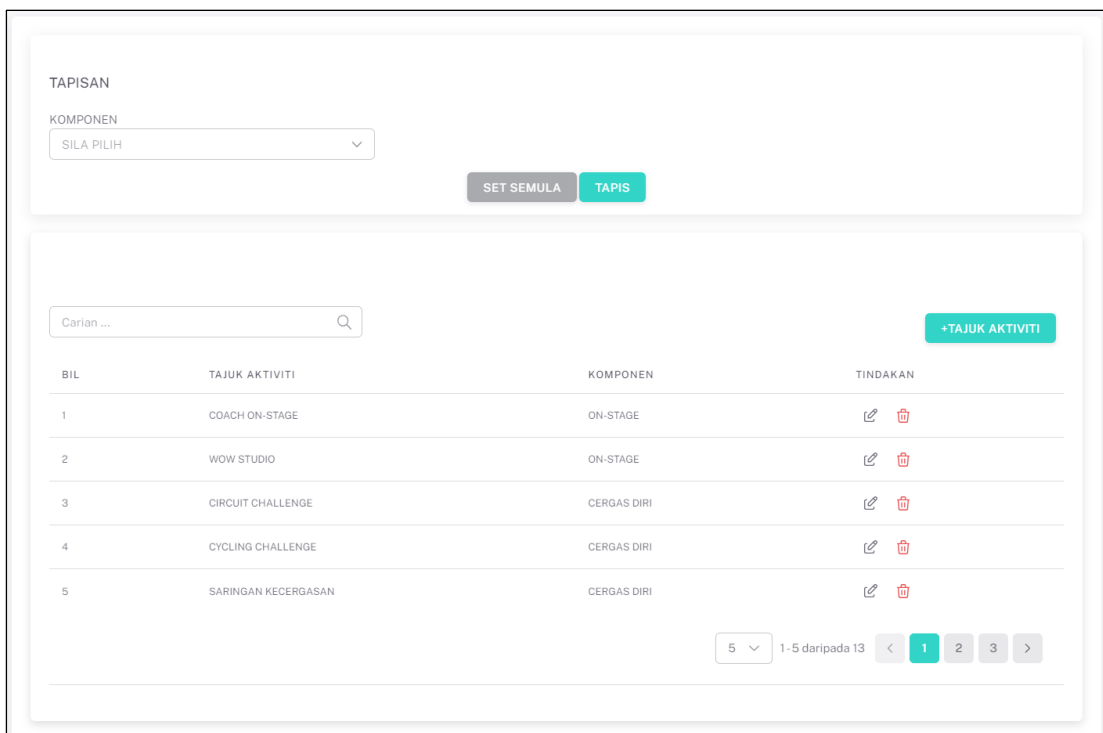 TAPISAN
KOMPONEN
SILA PILIH
SET SEMULA TAPIS
Carian ...
+TAJUK AKTIVITI
BIL TAJUK AKTIVITI KOMPONEN TINDAKAN
1 COACH ON-STAGE ON-STAGE
2 WOW STUDIO ON-STAGE
3 CIRCUIT CHALLENGE CERGAS DIRI
4 CYCLING CHALLENGE CERGAS DIRI
5 SARINGAN KECERGASAN CERGAS DIRI
5 1-5 daripada 13 < 1 2 3 >